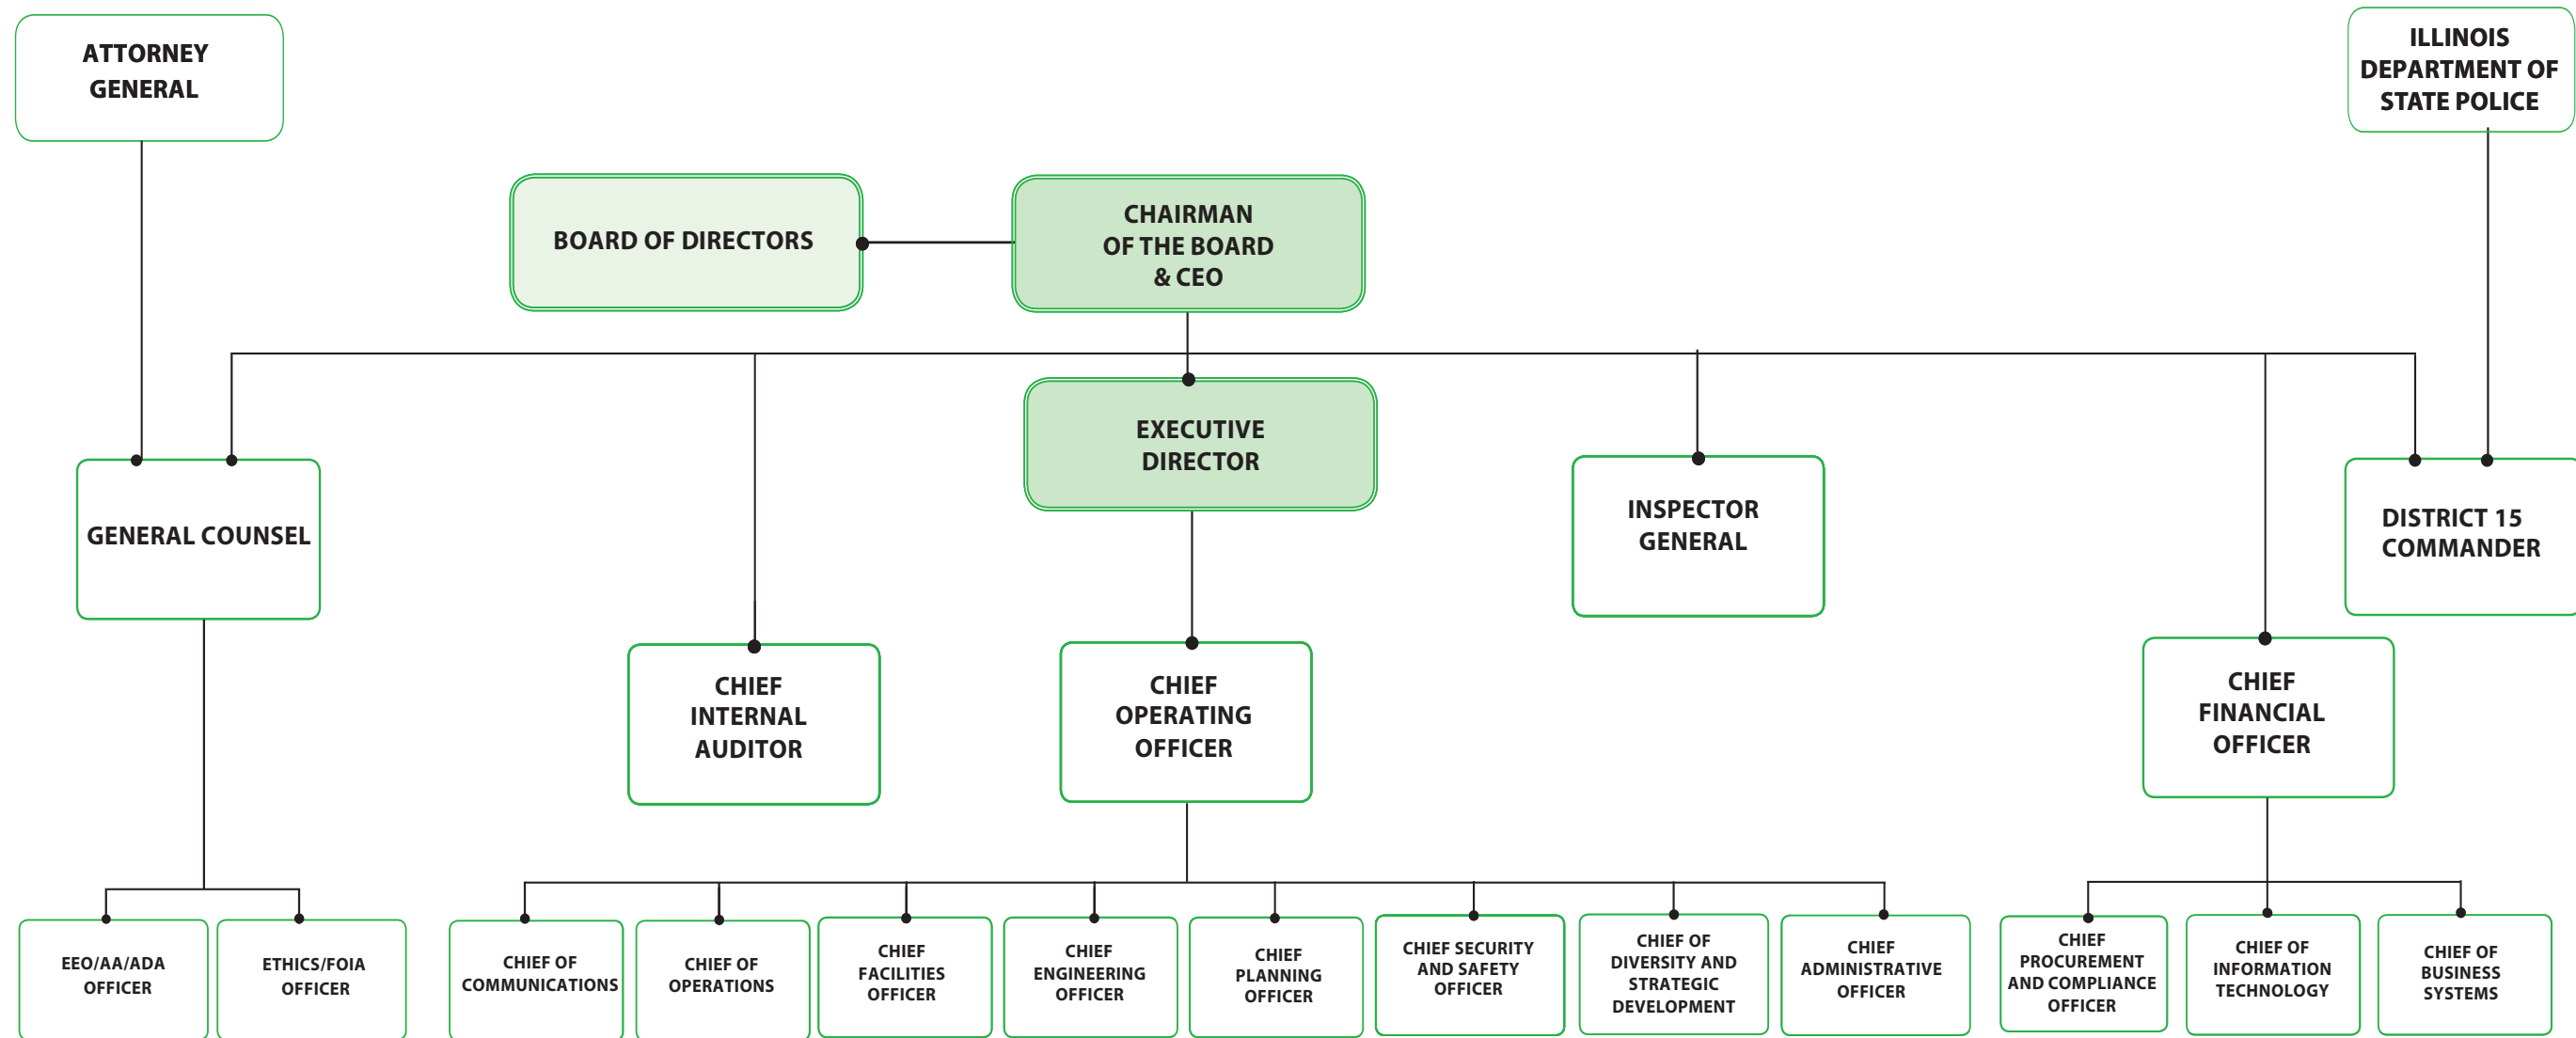 ATTORNEY
GENERAL
ILLINOIS
DEPARTMENT OF
STATE POLICE
BOARD OF DIRECTORS
CHAIRMAN
OF THE BOARD
& CEO
EXECUTIVE
DIRECTOR
GENERAL COUNSEL
INSPECTOR
GENERAL
DISTRICT 15
COMMANDER
CHIEF
INTERNAL
AUDITOR
CHIEF
OPERATING
OFFICER
CHIEF
FINANCIAL
OFFICER
EEO/AA/ADA
OFFICER
ETHICS/FOIA
OFFICER
CHIEF OF
COMMUNICATIONS
CHIEF OF
OPERATIONS
CHIEF
FACILITIES
OFFICER
CHIEF
ENGINEERING
OFFICER
CHIEF
PLANNING
OFFICER
CHIEF SECURITY
AND SAFETY
OFFICER
CHIEF OF
DIVERSITY AND
STRATEGIC
DEVELOPMENT
CHIEF
ADMINISTRATIVE
OFFICER
CHIEF
PROCUREMENT
AND COMPLIANCE
OFFICER
CHIEF OF
INFORMATION
TECHNOLOGY
CHIEF OF
BUSINESS
SYSTEMS